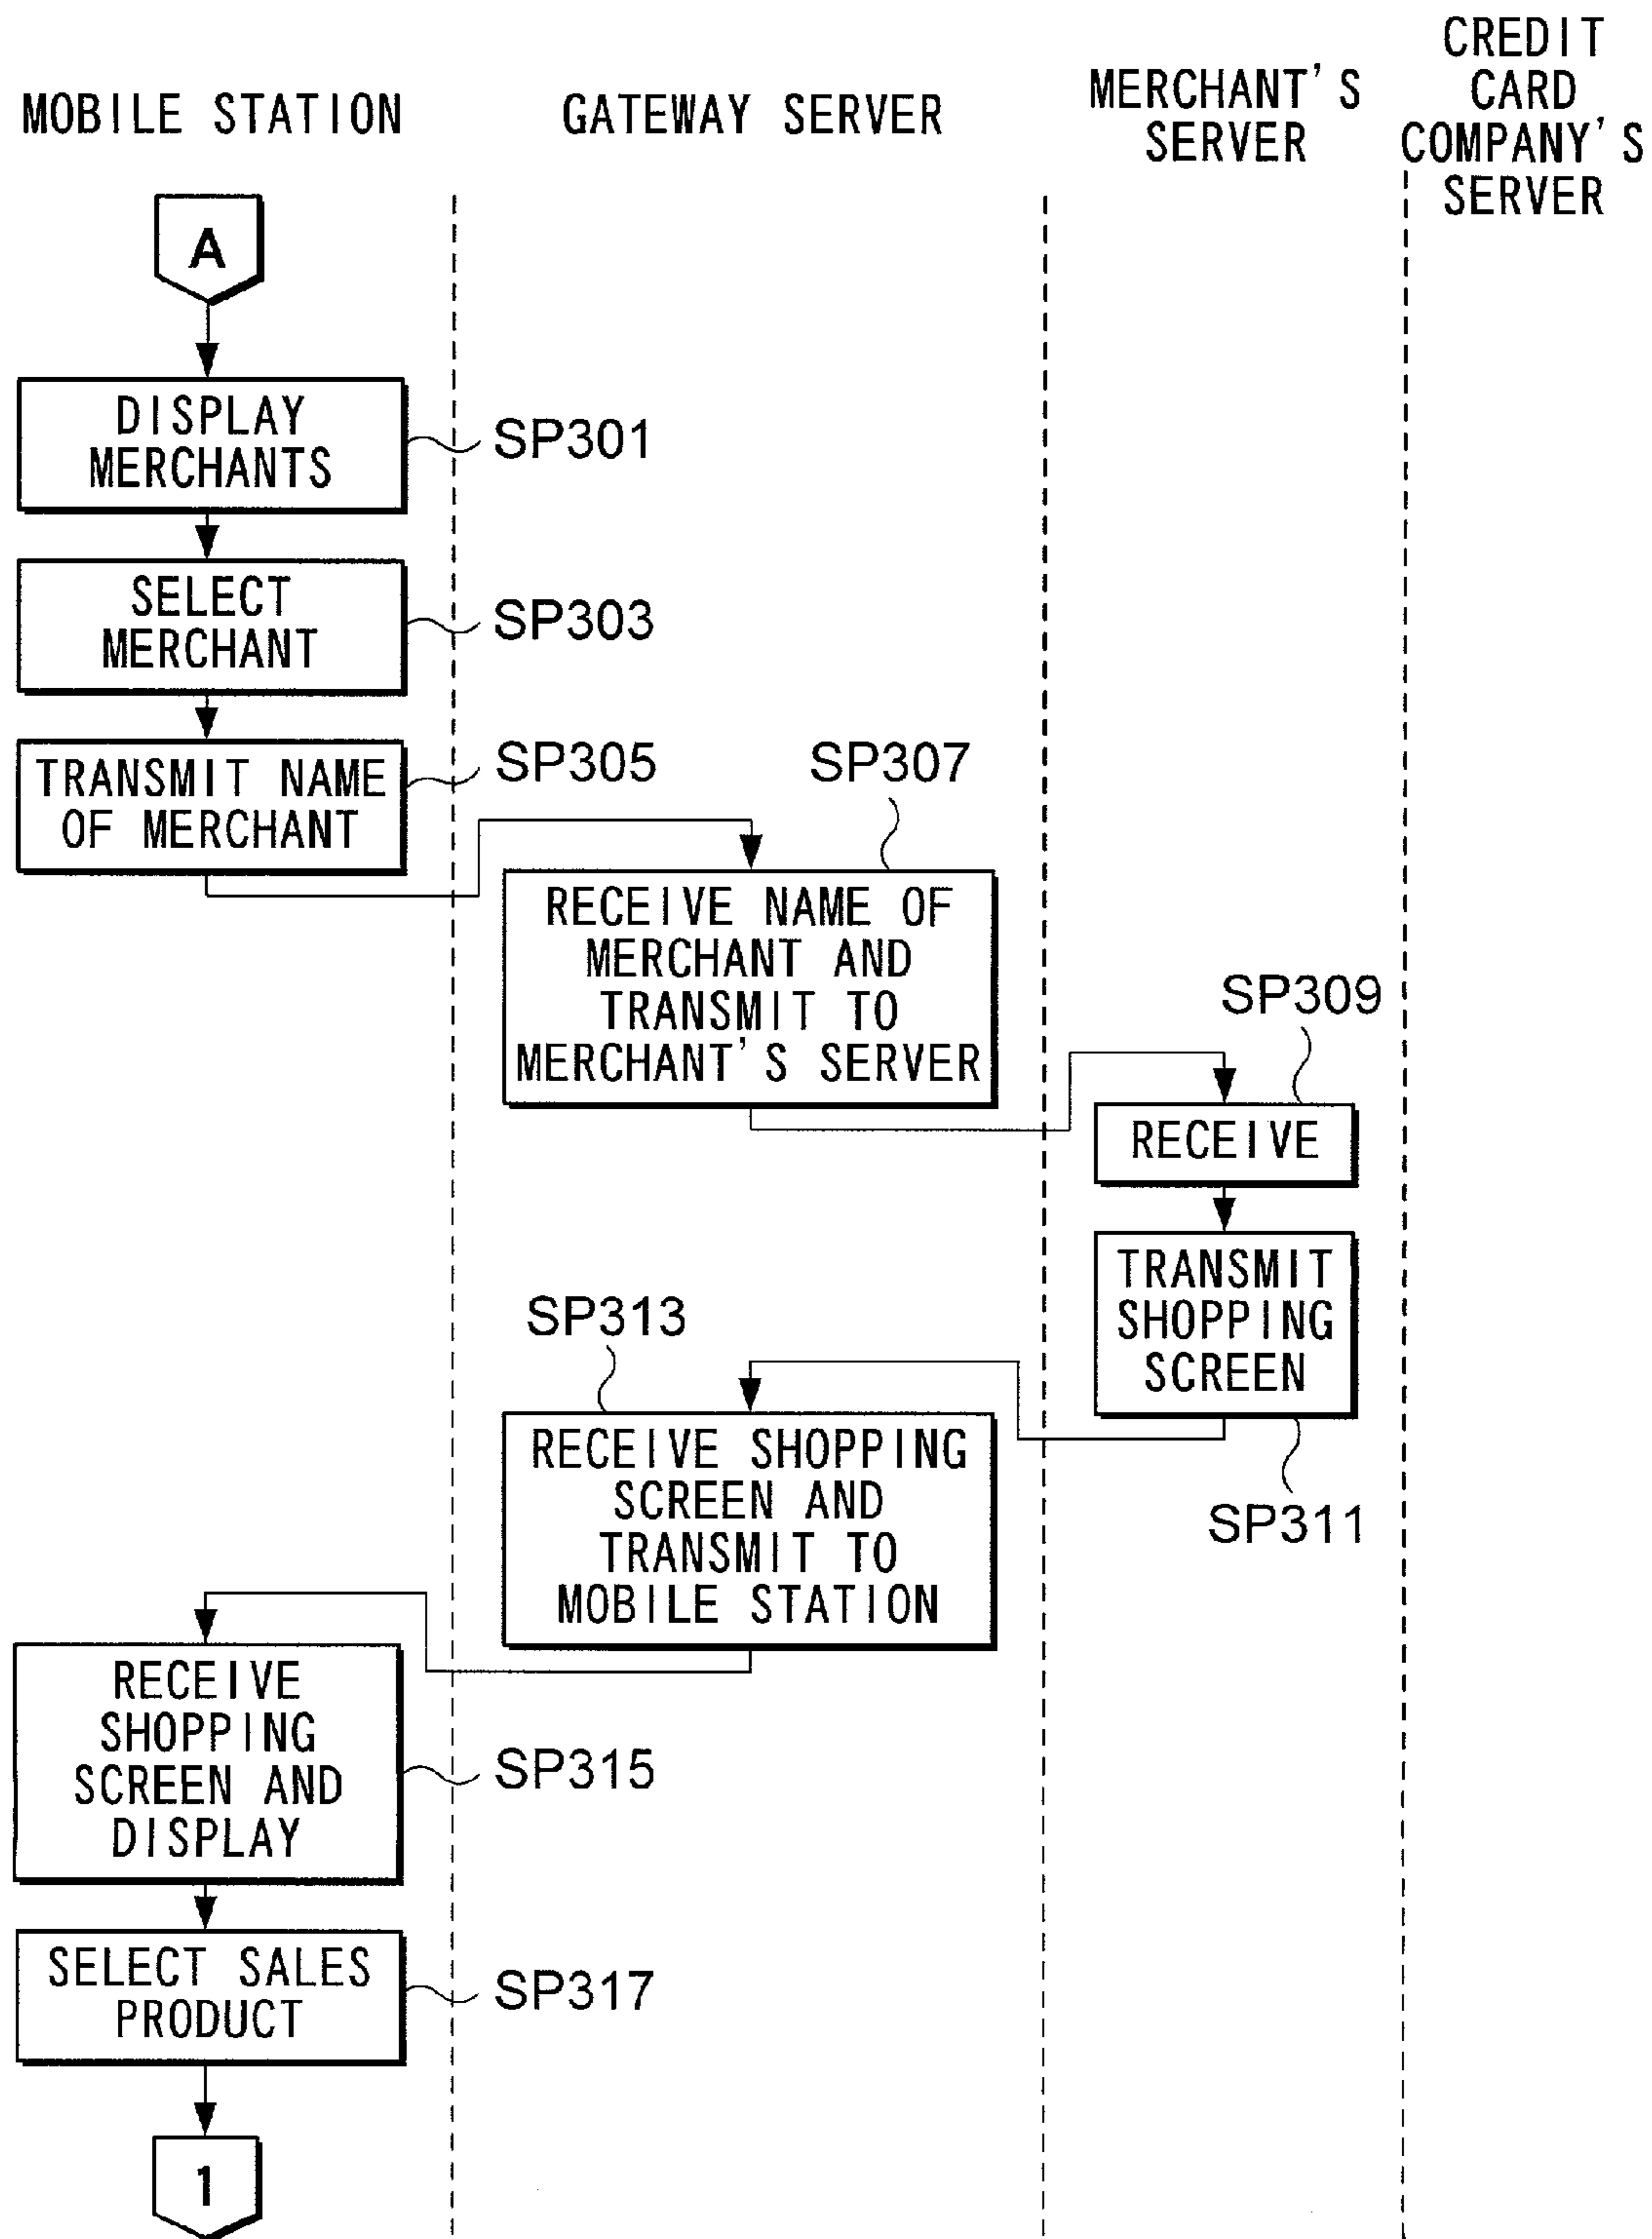 MOBILE STATION
GATEWAY SERVER
MERCHANT'S
SERVER
CREDIT
CARD
COMPANY'S
SERVER
A
DISPLAY
MERCHANTS
SP301
SELECT
MERCHANT
SP303
TRANSMIT NAME
OF MERCHANT
SP305
SP307
RECEIVE NAME OF
MERCHANT AND
TRANSMIT TO
MERCHANT'S SERVER
SP309
RECEIVE
TRANSMIT
SHOPPING
SCREEN
SP311
SP313
RECEIVE SHOPPING
SCREEN AND
TRANSMIT TO
MOBILE STATION
RECEIVE
SHOPPING
SCREEN AND
DISPLAY
SP315
SELECT SALES
PRODUCT
SP317
1